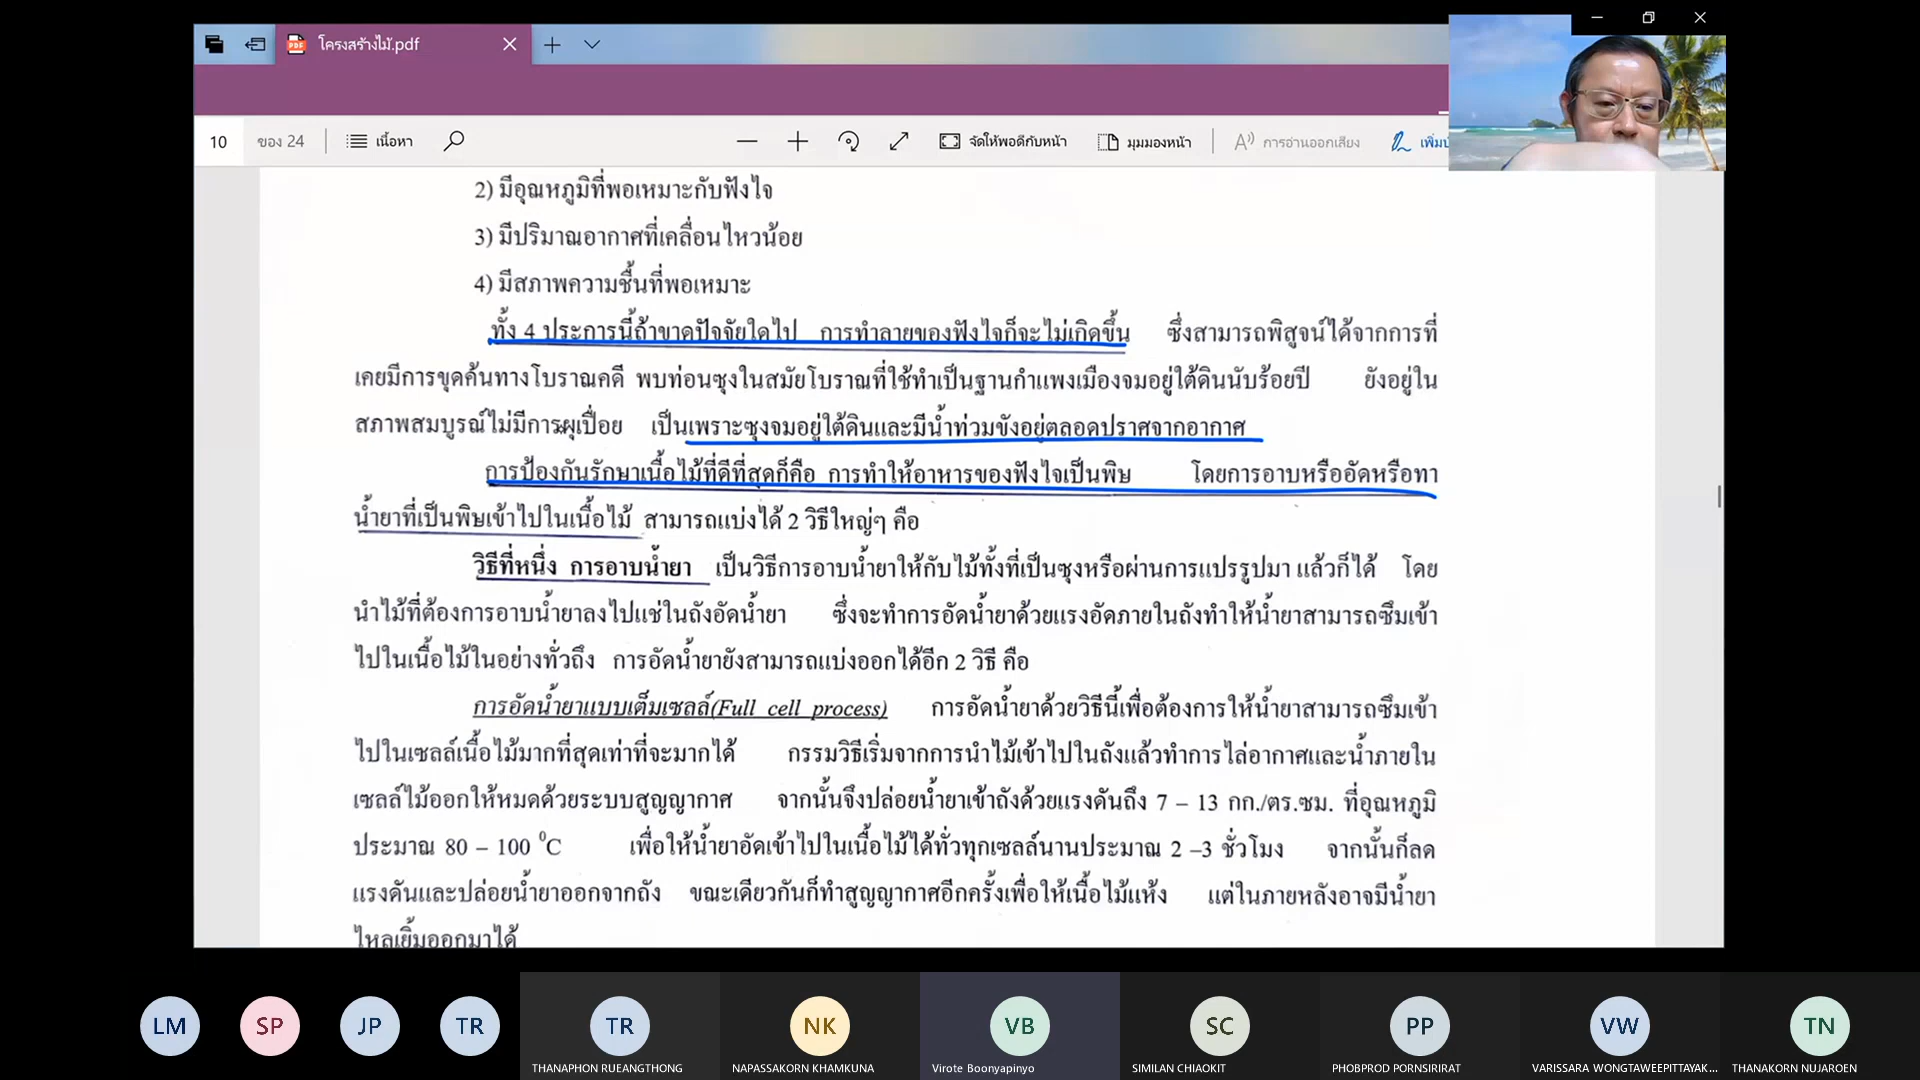 โครงสร้างไม้.pdf
10 ของ 24 เนื้อหา จัดให้พอดีกับหน้า มุมมองหน้า การอ่านออกเสียง
2) มีอุณหภูมิที่พอเหมาะกับฟังไจ
3) มีปริมาณอากาศที่เคลื่อนไหวน้อย
4) มีสภาพความชื้นที่พอเหมาะ
ทั้ง 4 ประการนี้ถ้าขาดปัจจัยใดไป การทำลายของฟังไจก็จะไม่เกิดขึ้น ซึ่งสามารถพิสูจน์ได้จากการที่
เคยมีการขุดค้นทางโบราณคดี พบท่อนซุงในสมัยโบราณที่ใช้ทำเป็นฐานกำแพงเมืองจมอยู่ใต้ดินนับร้อยปี ยังอยู่ใน
สภาพสมบูรณ์ไม่มีการผุเปื่อย เป็นเพราะซุงจมอยู่ใต้ดินและมีน้ำท่วมขังอยู่ตลอดปราศจากอากาศ
การป้องกันรักษาเนื้อไม้ที่ดีที่สุดก็คือ การทำให้อาหารของฟังไจเป็นพิษ โดยการอาบหรืออัดหรือทา
น้ำยาที่เป็นพิษเข้าไปในเนื้อไม้ สามารถแบ่งได้ 2 วิธีใหญ่ๆ คือ
วิธีที่หนึ่ง การอาบน้ำยา เป็นวิธีการอาบน้ำยาให้กับไม้ทั้งที่เป็นซุงหรือผ่านการแปรรูปมา แล้วก็ได้ โดย
นำไม้ที่ต้องการอาบน้ำยาลงไปแช่ในถังอัดน้ำยา ซึ่งจะทำการอัดน้ำยาด้วยแรงอัดภายในถังทำให้น้ำยาสามารถซึมเข้า
ไปในเนื้อไม้ในอย่างทั่วถึง การอัดน้ำยายังสามารถแบ่งออกได้อีก 2 วิธี คือ
การอัดน้ำยาแบบเต็มเซลล์(Full cell process) การอัดน้ำยาด้วยวิธีนี้เพื่อต้องการให้น้ำยาสามารถซึมเข้า
ไปในเซลล์เนื้อไม้มากที่สุดเท่าที่จะมากได้ กรรมวิธีเริ่มจากการนำไม้เข้าไปในถังแล้วทำการไล่อากาศและน้ำภายใน
เซลล์ไม้ออกให้หมดด้วยระบบสูญญากาศ จากนั้นจึงปล่อยน้ำยาเข้าถังด้วยแรงดันถึง 7 – 13 กก./ตร.ซม. ที่อุณหภูมิ
ประมาณ 80 – 100 ⁰C เพื่อให้น้ำยาอัดเข้าไปในเนื้อไม้ได้ทั่วทุกเซลล์นานประมาณ 2 –3 ชั่วโมง จากนั้นก็ลด
แรงดันและปล่อยน้ำยาออกจากถัง ขณะเดียวกันก็ทำสูญญากาศอีกครั้งเพื่อให้เนื้อไม้แห้ง แต่ในภายหลังอาจมีน้ำยา
ไหลเยิ้มออกมาได้
LM SP JP TR TR NK VB SC PP VW TN
THANAPHON RUEANGTHONG NAPASSAKORN KHAMKUNA Virote Boonyapinyo SIMILAN CHIAOKIT PHOBPROD PORNSIRIRAT VARISSARA WONGTAWEEPITTAYAK... THANAKORN NUJAROEN